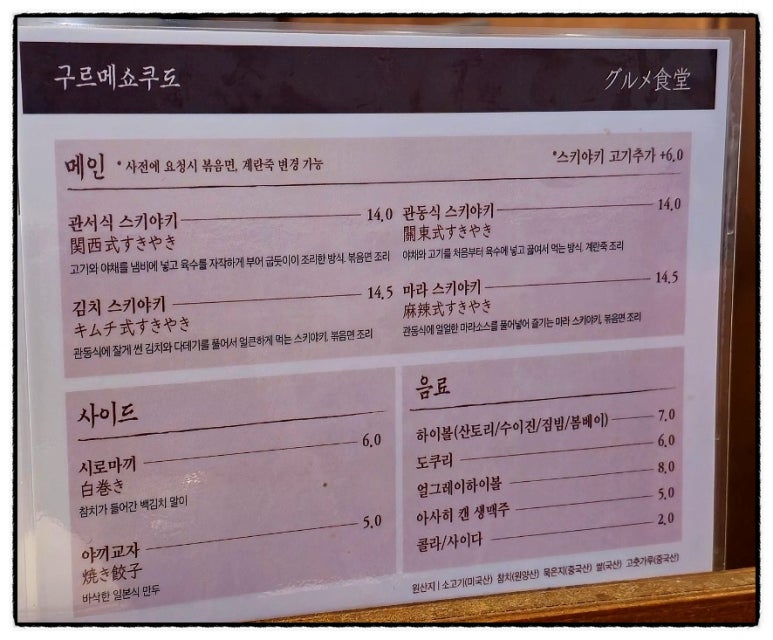 구르메쇼쿠도
グルメ食堂
메인 • 사전에 요청시 볶음면, 계란죽 변경 가능
*스키야키 고기추가 +6.0
관서식 스키야키 14.0
関西式すきやき
고기와 야채를 냄비에 넣고 육수를 자작하게 부어 굽듯이이 조리한 방식. 볶음면 조리
관동식 스키야키 14.0
關東式すきやき
야채와 고기를 처음부터 육수에 넣고 끓여서 먹는 방식. 계란죽 조리
김치 스키야키 14.5
キムチ式すきやき
관동식에 잘게 썬 김치와 다데기를 풀어서 얼큰하게 먹는 스키야키, 볶음면 조리
마라 스키야키 14.5
麻辣式すきやき
관동식에 얼얼한 마라소스를 풀어넣어 즐기는 마라 스키야키, 볶음면 조리
사이드
시로마끼 6.0
白巻き
참치가 들어간 백김치 말이
야끼교자 5.0
焼き餃子
바삭한 일본식 만두
음료
하이볼(산토리/수이진/짐빔/봄베이) 7.0
도쿠리 6.0
얼그레이하이볼 8.0
아사히 캔 생맥주 5.0
콜라/사이다 2.0
원산지 | 소고기(미국산) 참치(원양산) 묵은지(중국산) 쌀(국산) 고춧가루(중국산)